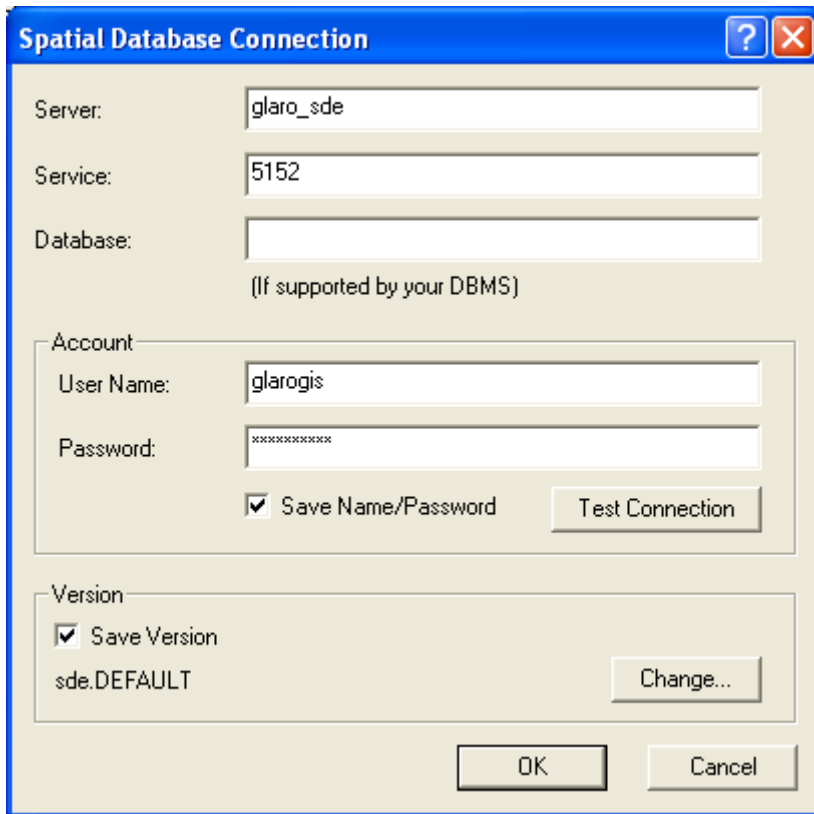 Spatial Database Connection
Server: glaro_sde
Service: 5152
Database:
(If supported by your DBMS)
Account
User Name: glarogis
Password: **********
Save Name/Password Test Connection
Version
Save Version
sde.DEFAULT Change...
OK Cancel